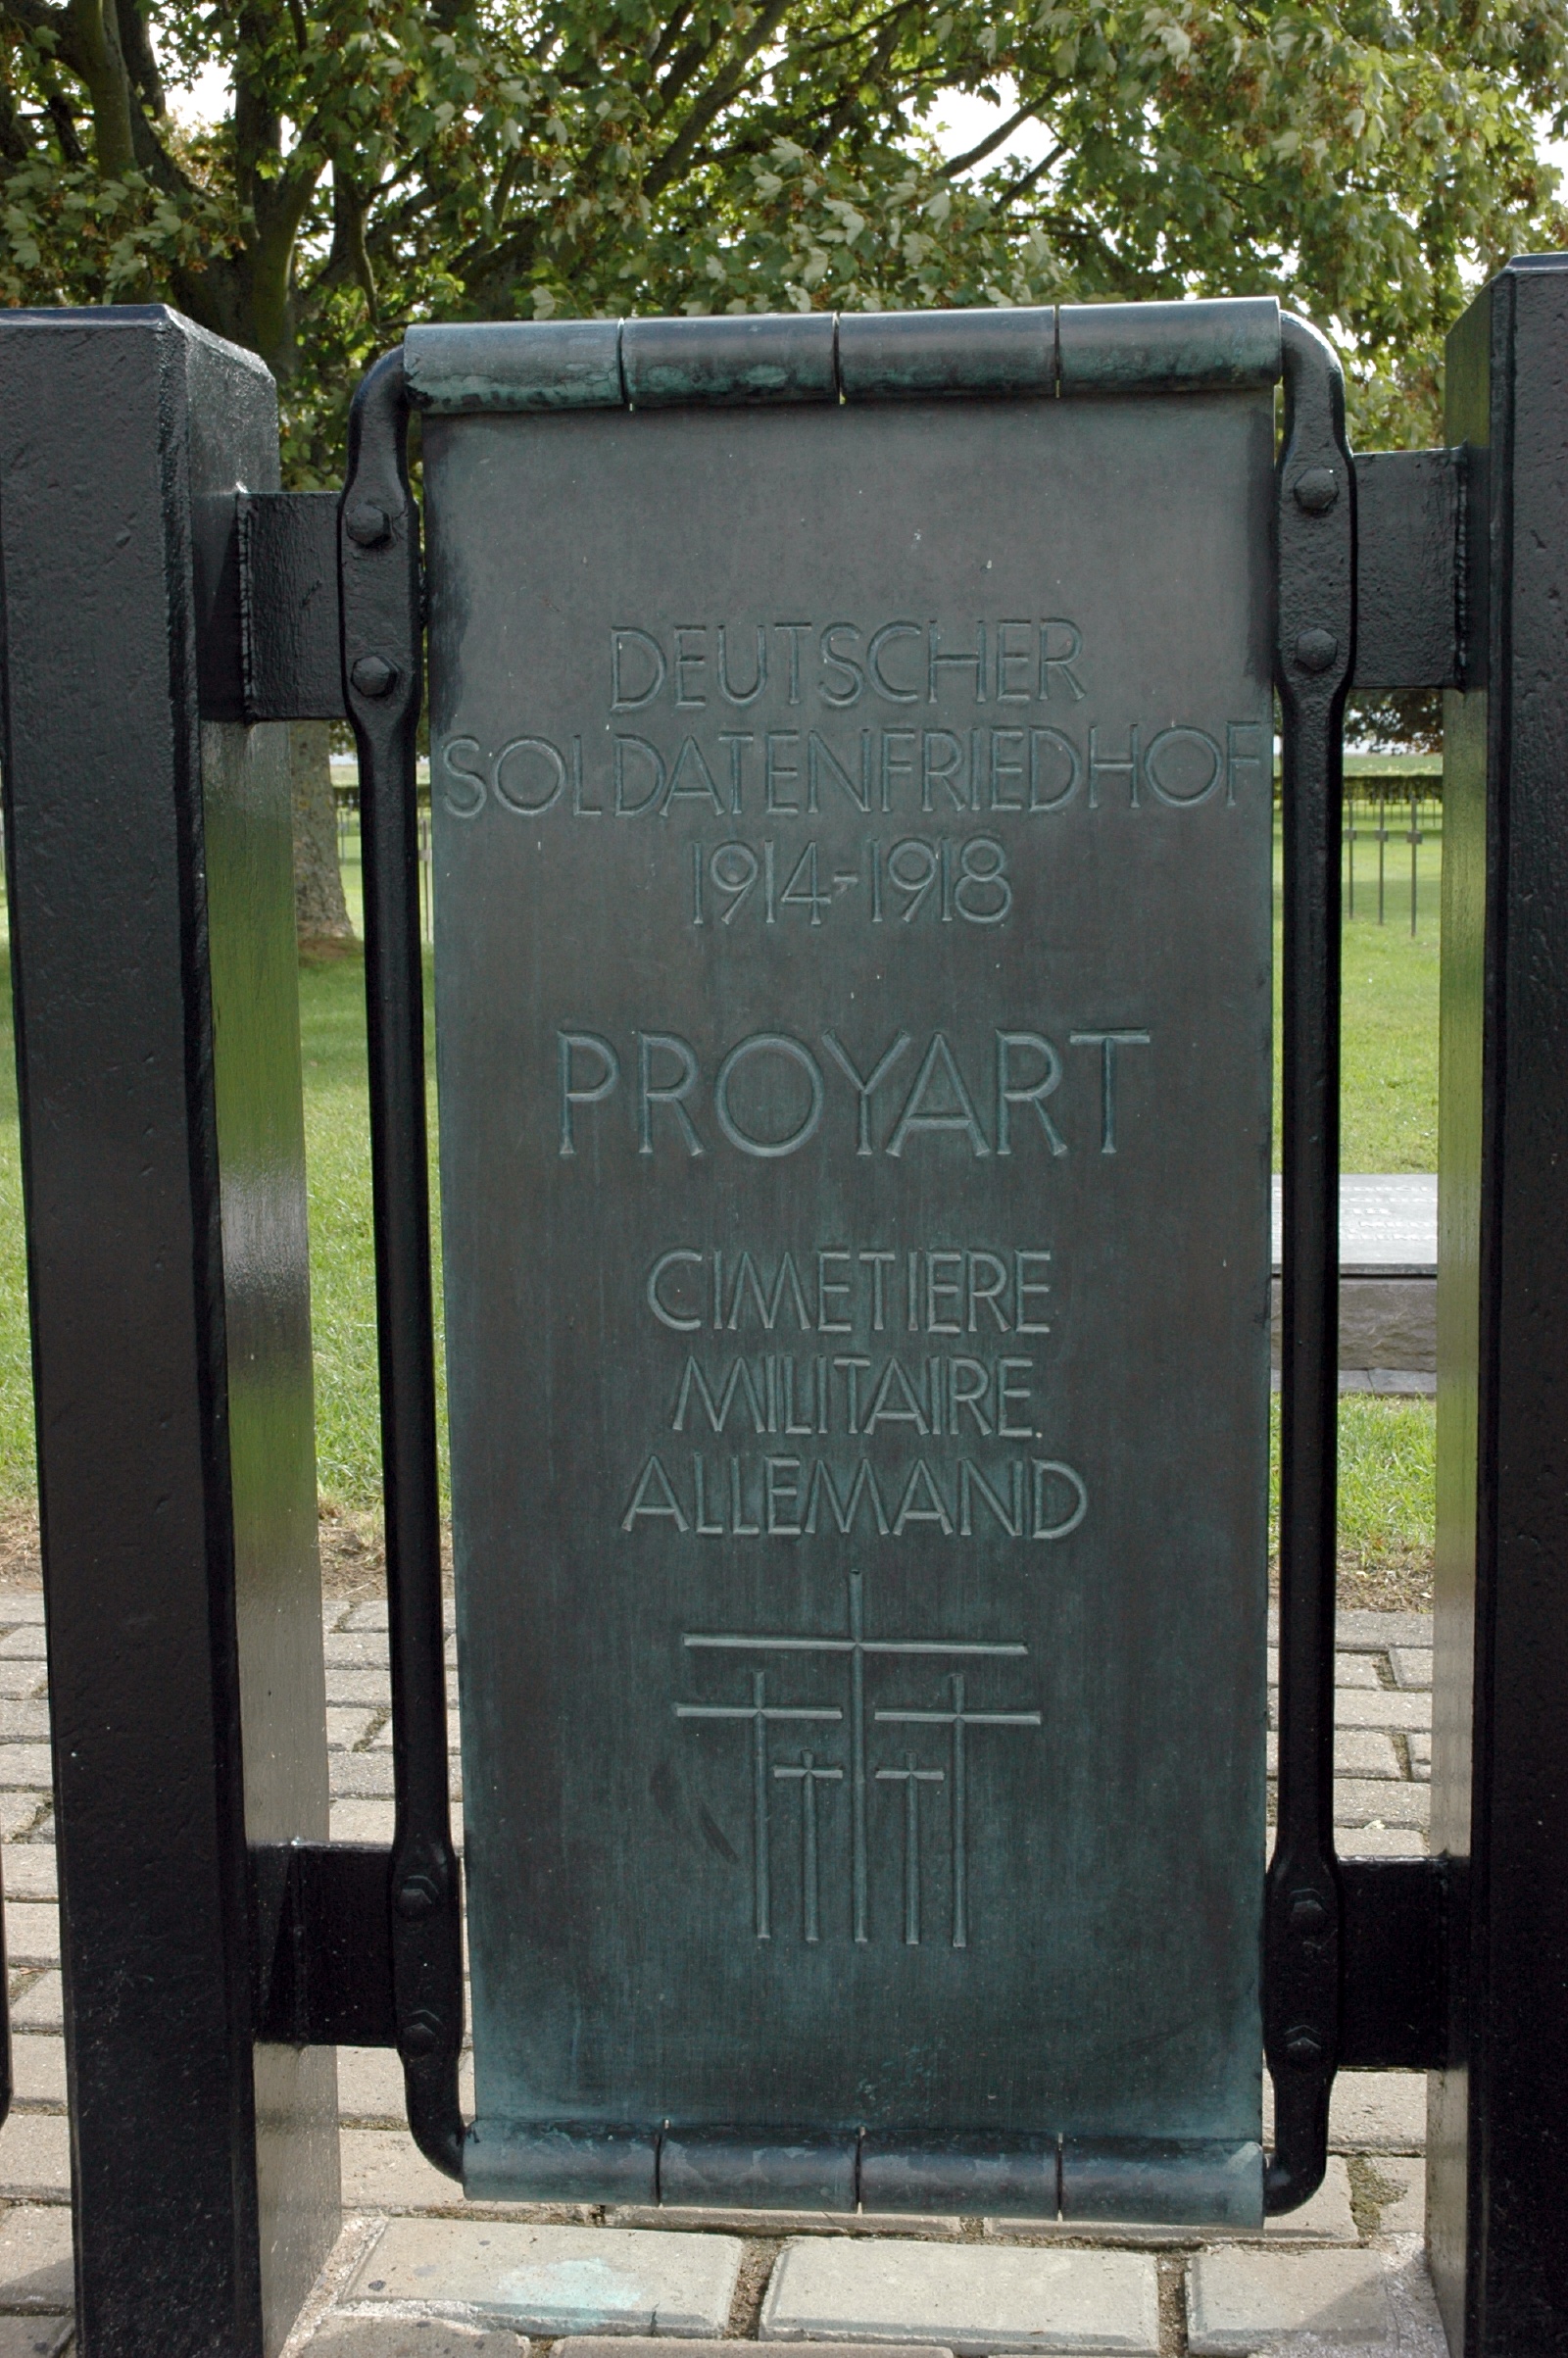 DEUTSCHER
SOLDATENFRIEDHOF
1914-1918
PROYART
CIMETIERE
MILITAIRE
ALLEMAND